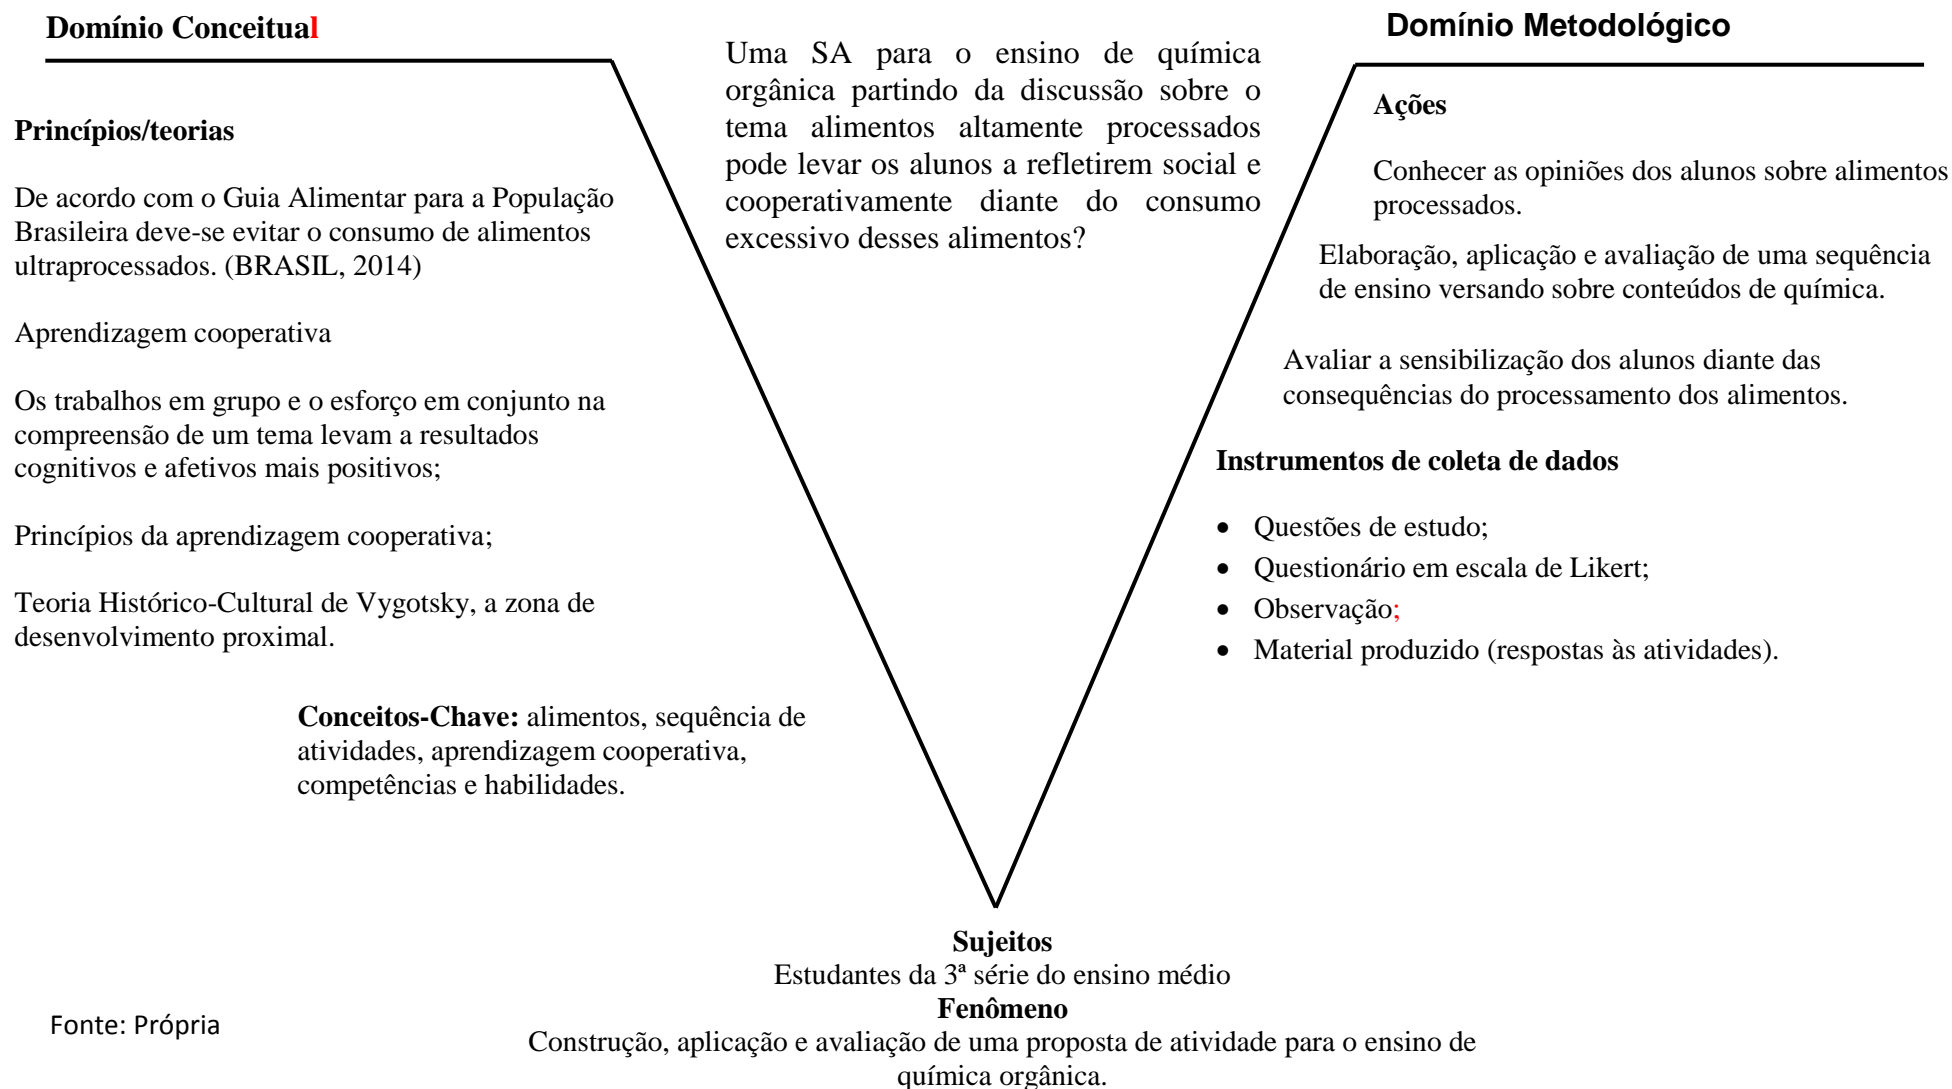 Domínio Conceitual
Princípios/teorias
De acordo com o Guia Alimentar para a População
Brasileira deve-se evitar o consumo de alimentos
ultraprocessados. (BRASIL, 2014)
Aprendizagem cooperativa
Os trabalhos em grupo e o esforço em conjunto na
compreensão de um tema levam a resultados
cognitivos e afetivos mais positivos;
Princípios da aprendizagem cooperativa;
Teoria Histórico-Cultural de Vygotsky, a zona de
desenvolvimento proximal.
Conceitos-Chave: alimentos, sequência de
atividades, aprendizagem cooperativa,
competências e habilidades.
Uma SA para o ensino de química
orgânica partindo da discussão sobre o
tema alimentos altamente processados
pode levar os alunos a refletirem social e
cooperativamente diante do consumo
excessivo desses alimentos?
Domínio Metodológico
Ações
Conhecer as opiniões dos alunos sobre alimentos
processados.
Elaboração, aplicação e avaliação de uma sequência
de ensino versando sobre conteúdos de química.
Avaliar a sensibilização dos alunos diante das
consequências do processamento dos alimentos.
Instrumentos de coleta de dados
• Questões de estudo;
• Questionário em escala de Likert;
• Observação;
• Material produzido (respostas às atividades).
Sujeitos
Estudantes da 3ª série do ensino médio
Fenômeno
Construção, aplicação e avaliação de uma proposta de atividade para o ensino de
química orgânica.
Fonte: Própria